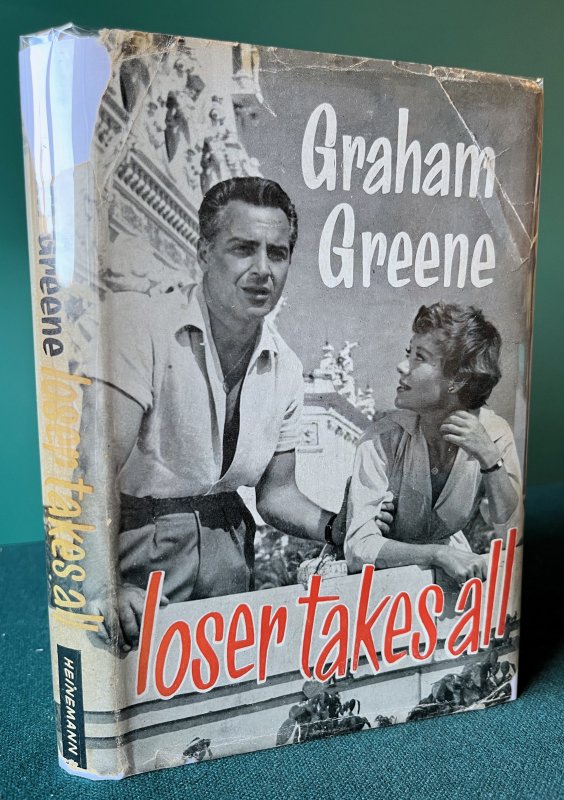 Graham
Greene
loser takes all
Greene
loser takes all
HEINEMANN